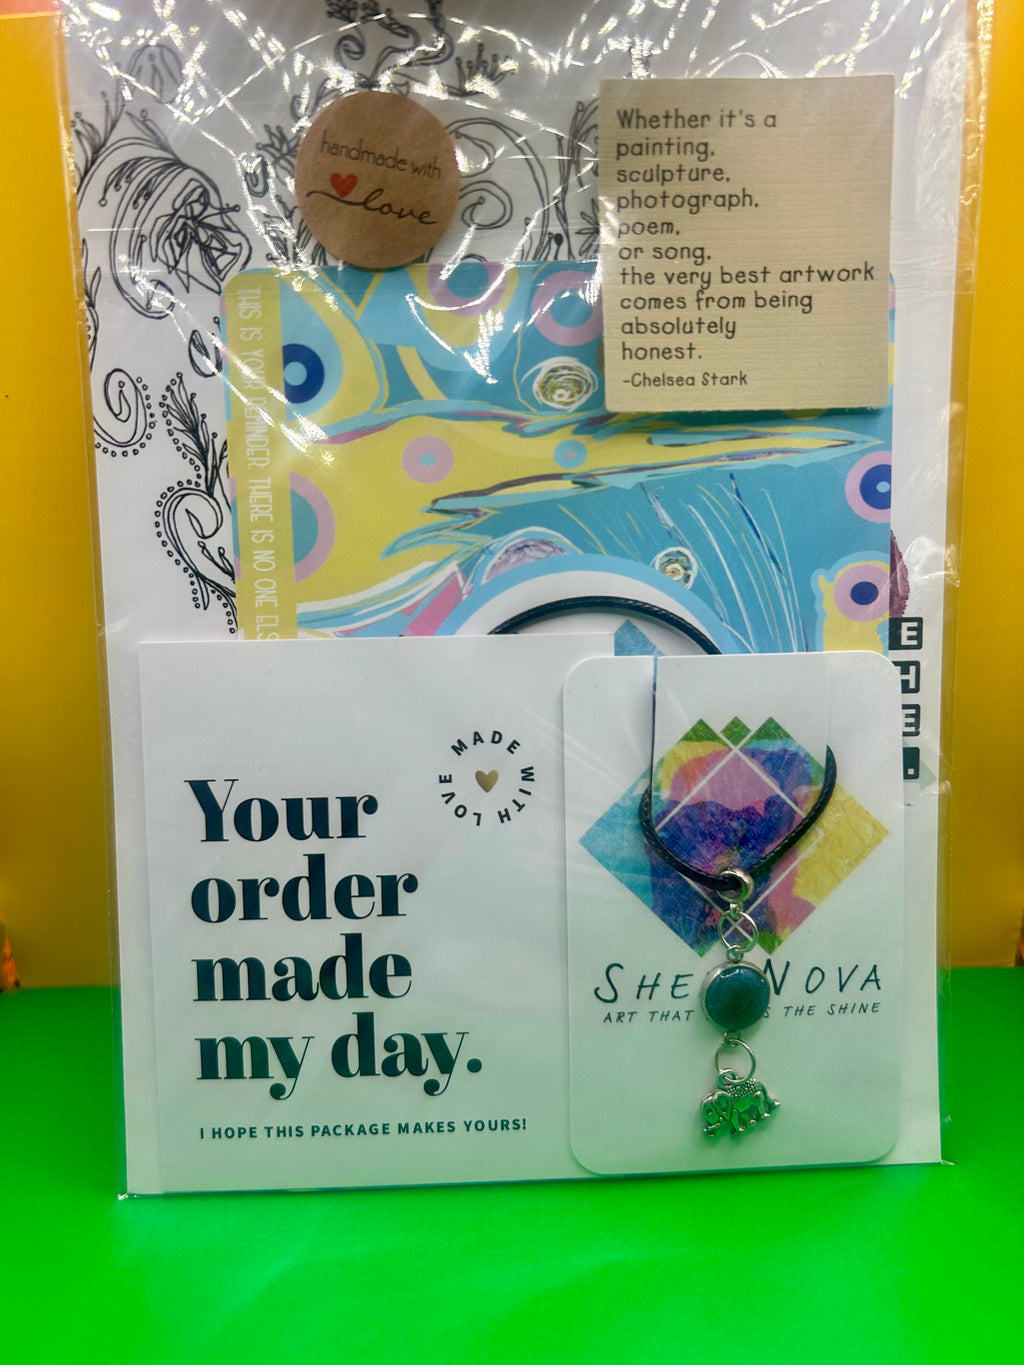 handmade with
love
Whether it's a
painting,
sculpture,
photograph,
poem,
or song,
the very best artwork
comes from being
absolutely
honest.
-Chelsea Stark
THIS IS YOUR REMINDER: THERE IS NO ONE ELS
E
H
E
MADE WITH LOVE
Your
order
made
my day.
I HOPE THIS PACKAGE MAKES YOURS!
SHE NOVA
ART THAT THE SHINE